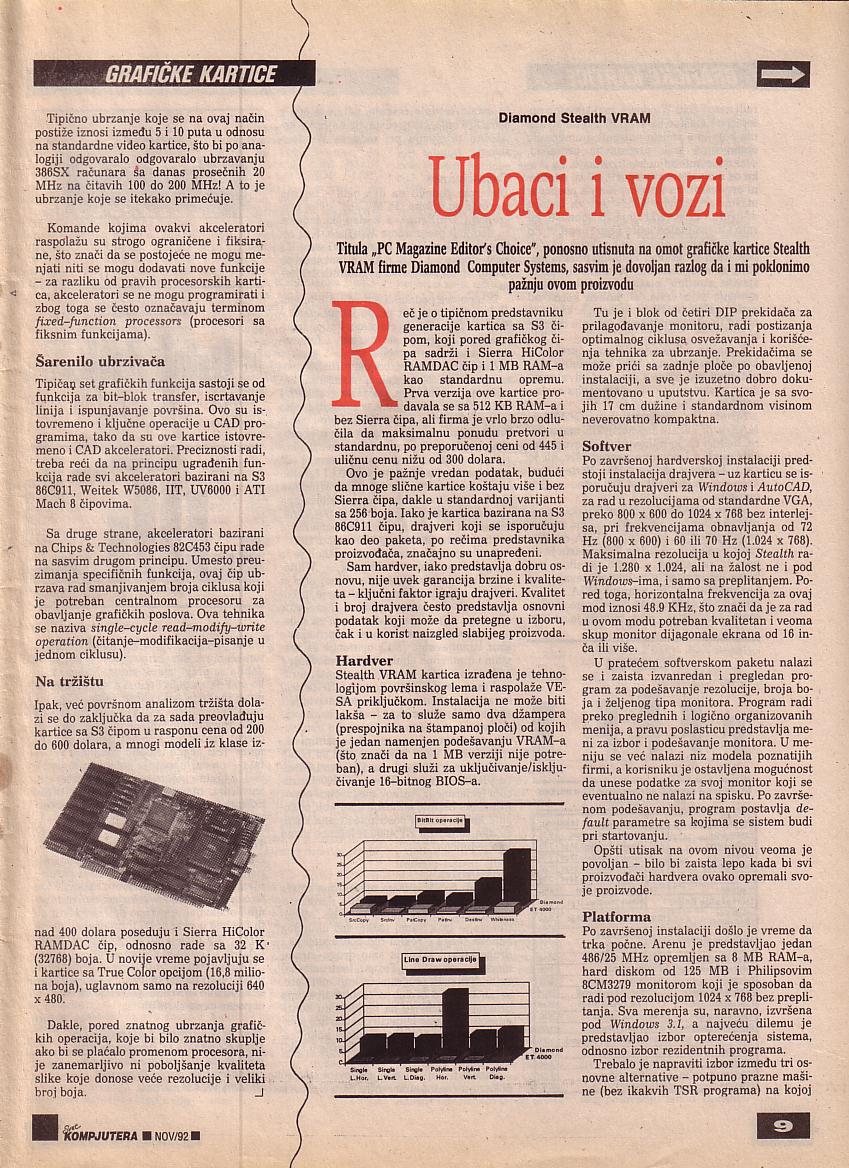 GRAFIČKE KARTICE
Tipično ubrzanje koje se na ovaj način
postiže iznosi između 5 i 10 puta u odnosu
na standardne video kartice, što bi po ana-
logiji odgovaralo odgovaralo ubrzavanju
386SX računara ša danas prosečnih 20
MHz na čitavih 100 do 200 MHz! A to je
ubrzanje koje se itekako primećuje.
Komande kojima ovakvi akceleratori
raspolažu su strogo ograničene i fiksira-
ne, što znači da se postojeće ne mogu me-
njati niti se mogu dodavati nove funkcije
– za razliku od pravih procesorskih karti-
ca, akceleratori se ne mogu programirati i
zbog toga se često označavaju terminom
fixed–function processors (procesori sa
fiksnim funkcijama).
Šarenilo ubrzivača
Tipičan set grafičkih funkcija sastoji se od
funkcija za bit–blok transfer, iscrtavanje
linija i ispunjavanje površina. Ovo su is-
tovremeno i ključne operacije u CAD pro-
gramima, tako da su ove kartice istovre-
meno i CAD akceleratori. Preciznosti radi,
treba reći da na principu ugrađenih fun-
kcija rade svi akceleratori bazirani na S3
86C911, Weitek W5086, IIT, UV6000 i ATI
Mach 8 čipovima.
Sa druge strane, akceleratori bazirani
na Chips & Technologies 82C453 čipu rade
na sasvim drugom principu. Umesto preu-
zimanja specifičnih funkcija, ovaj čip ub-
rzava rad smanjivanjem broja ciklusa koji
je potreban centralnom procesoru za
obavljanje grafičkih poslova. Ova tehnika
se naziva single–cycle read–modify–write
operation (čitanje–modifikacija–pisanje u
jednom ciklusu).
Na tržištu
Ipak, već površnom analizom tržišta dola-
zi se do zaključka da za sada preovlađuju
kartice sa S3 čipom u rasponu cena od 200
do 600 dolara, a mnogi modeli iz klase iz-
nad 400 dolara poseduju i Sierra HiColor
RAMDAC čip, odnosno rade sa 32 K
(32768) boja. U novije vreme pojavljuju se
i kartice sa True Color opcijom (16,8 milio-
na boja), uglavnom samo na rezoluciji 640
x 480.
Dakle, pored znatnog ubrzanja grafič-
kih operacija, koje bi bilo znatno skuplje
ako bi se plaćalo promenom procesora, ni-
je zanemarljivo ni poboljšanje kvaliteta
slike koje donose veće rezolucije i veliki
broj boja.
Diamond Stealth VRAM
Ubaci i vozi
Titula „PC Magazine Editor's Choice”, ponosno utisnuta na omot grafičke kartice Stealth
VRAM firme Diamond Computer Systems, sasvim je dovoljan razlog da i mi poklonimo
pažnju ovom proizvodu
Reč je o tipičnom predstavniku
generacije kartica sa S3 či-
pom, koji pored grafičkog či-
pa sadrži i Sierra HiColor
RAMDAC čip i 1 MB RAM–a
kao standardnu opremu.
Prva verzija ove kartice pro-
davala se sa 512 KB RAM–a i
bez Sierra čipa, ali firma je vrlo brzo odlu-
čila da maksimalnu ponudu pretvori u
standardnu, po preporučenoj ceni od 445 i
uličnu cenu nižu od 300 dolara.
Ovo je pažnje vredan podatak, budući
da mnoge slične kartice koštaju više i bez
Sierra čipa, dakle u standardnoj varijanti
sa 256 boja. Iako je kartica bazirana na S3
86C911 čipu, drajveri koji se isporučuju
kao deo paketa, po rečima predstavnika
proizvođača, značajno su unapređeni.
Sam hardver, iako predstavlja dobru os-
novu, nije uvek garancija brzine i kvalite-
ta – ključni faktor igraju drajveri. Kvalitet
i broj drajvera često predstavlja osnovni
podatak koji može da pretegne u izboru,
čak i u korist naizgled slabijeg proizvoda.
Hardver
Stealth VRAM kartica izrađena je tehno-
logijom površinskog lema i raspolaže VE-
SA priključkom. Instalacija ne može biti
lakša – za to služe samo dva džampera
(prespojnika na štampanoj ploči) od kojih
je jedan namenjen podešavanju VRAM–a
(što znači da na 1 MB verziji nije potre-
ban), a drugi služi za uključivanje/isklju-
čivanje 16–bitnog BIOS–a.
BitBlt operacije
30
25
20
15
10
5
0
SrcCopy SrcInv PatCopy PatInv DestInv Whiteness
Diamond
ET 4000
Line Draw operacije
30
25
20
15
10
5
0
Diamond
ET 4000
Single Single Single Polyline Polyline Polyline
L.Hor. L.Vert. L.Diag. Hor. Vert. Diag.
Tu je i blok od četiri DIP prekidača za
prilagođavanje monitoru, radi postizanja
optimalnog ciklusa osvežavanja i korišće-
nja tehnika za ubrzanje. Prekidačima se
može prići sa zadnje ploče po obavljenoj
instalaciji, a sve je izuzetno dobro doku-
mentovano u uputstvu. Kartica je sa svo-
jih 17 cm dužine i standardnom visinom
neverovatno kompaktna.
Softver
Po završenoj hardverskoj instalaciji pred-
stoji instalacija drajvera – uz karticu se is-
poručuju drajveri za Windows i AutoCAD,
za rad u rezolucijama od standardne VGA,
preko 800 x 600 do 1024 x 768 bez interlej-
sa, pri frekvencijama obnavljanja od 72
Hz (800 x 600) i 60 ili 70 Hz (1.024 x 768).
Maksimalna rezolucija u kojoj Stealth ra-
di je 1.280 x 1.024, ali na žalost ne i pod
Windows–ima, i samo sa preplitanjem. Po-
red toga, horizontalna frekvencija za ovaj
mod iznosi 48.9 KHz, što znači da je za rad
u ovom modu potreban kvalitetan i veoma
skup monitor dijagonale ekrana od 16 in-
ča ili više.
U pratećem softverskom paketu nalazi
se i zaista izvanredan i pregledan pro-
gram za podešavanje rezolucije, broja bo-
ja i željenog tipa monitora. Program radi
preko preglednih i logično organizovanih
menija, a pravu poslasticu predstavlja me-
ni za izbor i podešavanje monitora. U me-
niju se već nalazi niz modela poznatijih
firmi, a korisniku je ostavljena mogućnost
da unese podatke za svoj monitor koji se
eventualno ne nalazi na spisku. Po završe-
nom podešavanju, program postavlja de-
fault parametre sa kojima se sistem budi
pri startovanju.
Opšti utisak na ovom nivou veoma je
povoljan – bilo bi zaista lepo kada bi svi
proizvođači hardvera ovako opremali svo-
je proizvode.
Platforma
Po završenoj instalaciji došlo je vreme da
trka počne. Arenu je predstavljao jedan
486/25 MHz opremljen sa 8 MB RAM–a,
hard diskom od 125 MB i Philipsovim
8CM3279 monitorom koji je sposoban da
radi pod rezolucijom 1024 x 768 bez prepli-
tanja. Sva merenja su, naravno, izvršena
pod Windows 3.1, a najveću dilemu je
predstavljao izbor opterećenja sistema,
odnosno izbor rezidentnih programa.
Trebalo je napraviti izbor između tri os-
novne alternative – potpuno prazne maši-
ne (bez ikakvih TSR programa) na kojoj
Svet KOMPJUTERA NOV/92
9